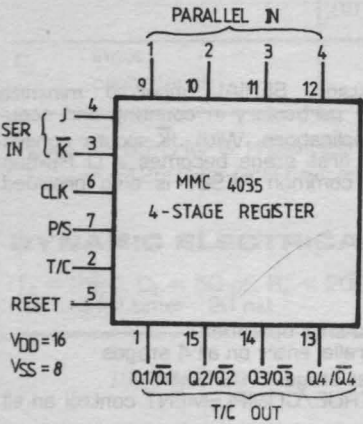 PARALLEL IN
1 2 3 4
9 10 11 12
SER IN
J 4
K̅ 3
CLK 6
P/S 7
T/C 2
RESET 5
MMC 4035
4-STAGE REGISTER
VDD=16
VSS=8
1 15 14 13
Q1/Q̅1 Q2/Q̅2 Q3/Q̅3 Q4/Q̅4
T/C OUT